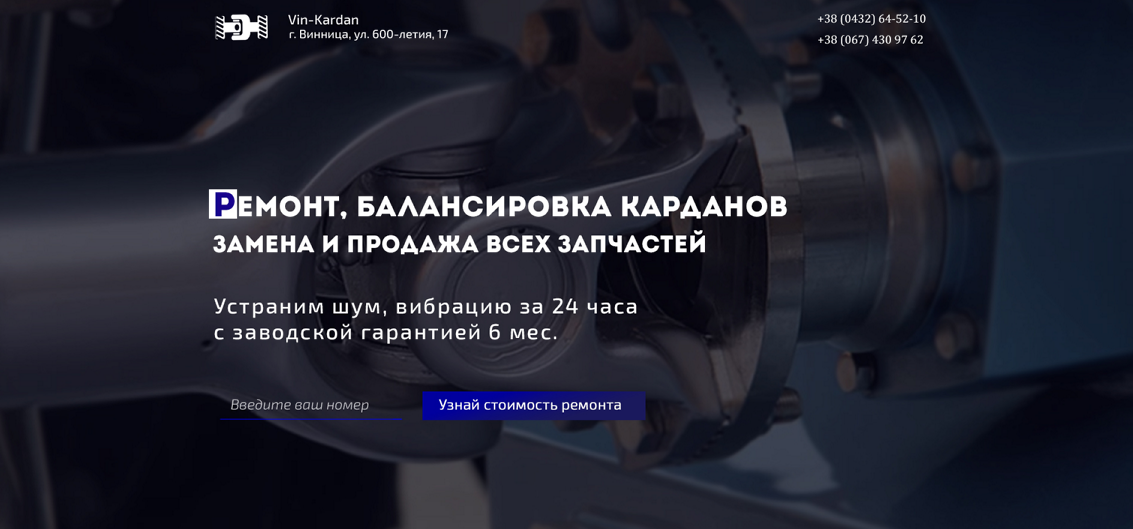 Vin-Kardan
г. Винница, ул. 600-летия, 17
+38 (0432) 64-52-10
+38 (067) 430 97 62
РЕМОНТ, БАЛАНСИРОВКА КАРДАНОВ
ЗАМЕНА И ПРОДАЖА ВСЕХ ЗАПЧАСТЕЙ
Устраним шум, вибрацию за 24 часа
с заводской гарантией 6 мес.
Введите ваш номер
Узнай стоимость ремонта